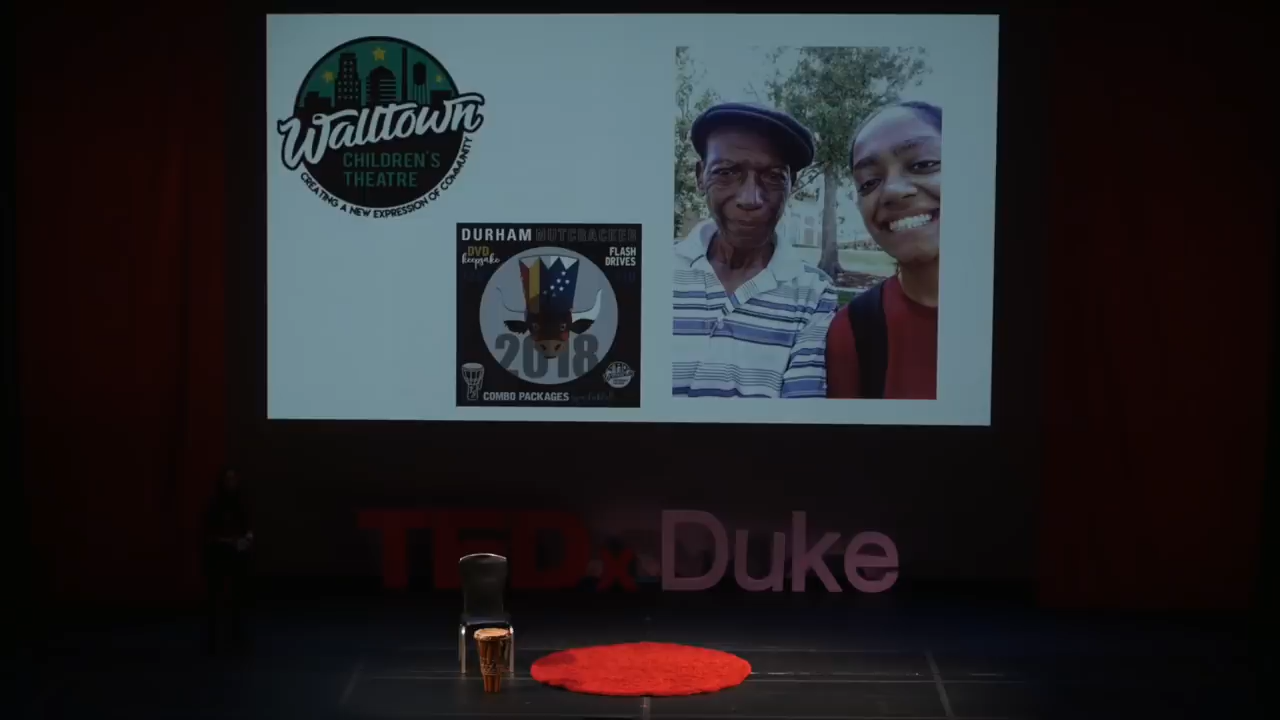 Walltown
CHILDREN'S
THEATRE
CREATING A NEW EXPRESSION OF COMMUNITY
DURHAM NUTCRACKER
DVD
keepsake
FLASH
DRIVES
2018
COMBO PACKAGES
TEDxDuke